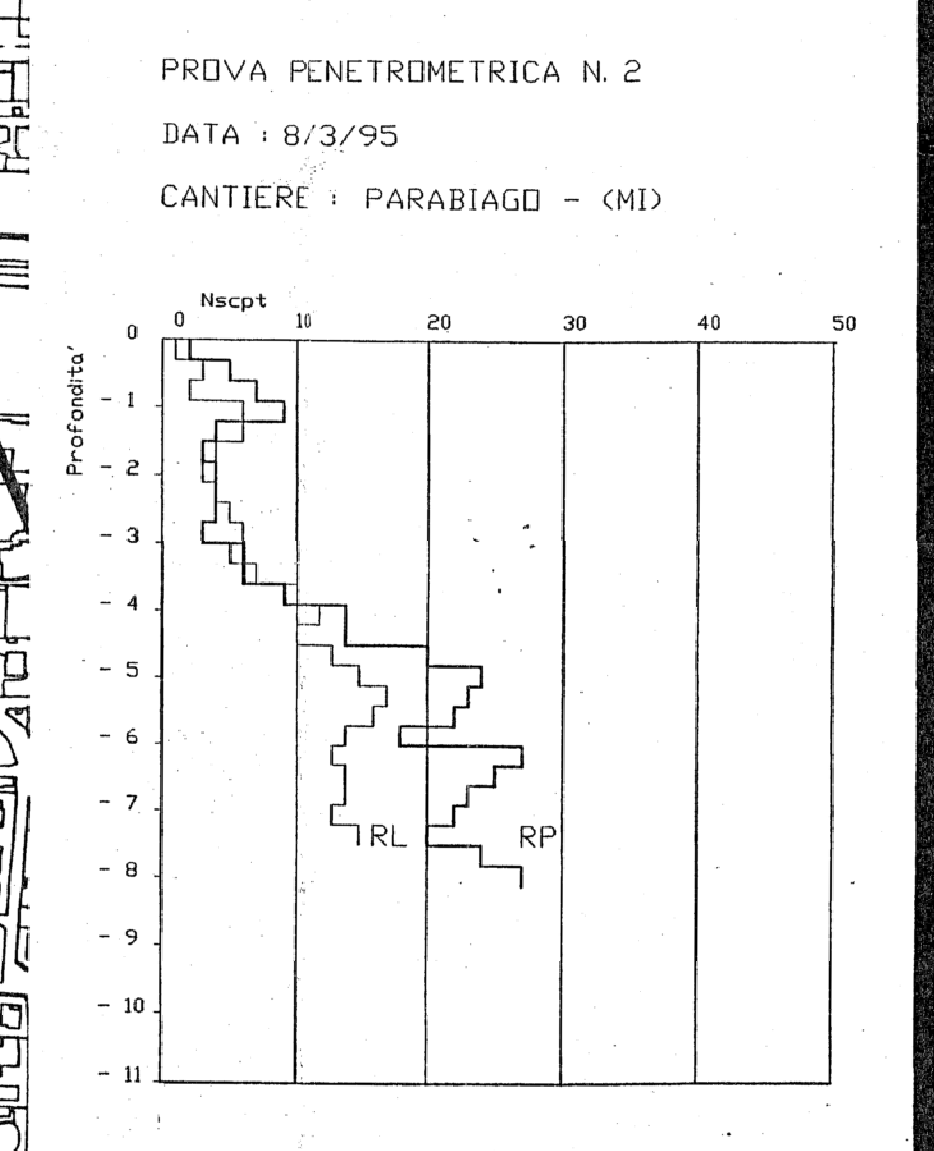 PROVA PENETROMETRICA N. 2
DATA : 8/3/95
CANTIERE : PARABIAGO - (MI)
Nscpt
0 10 20 30 40 50
Profondita'
0
- 1
- 2
- 3
- 4
- 5
- 6
- 7
RL RP
- 8
- 9
- 10
- 11